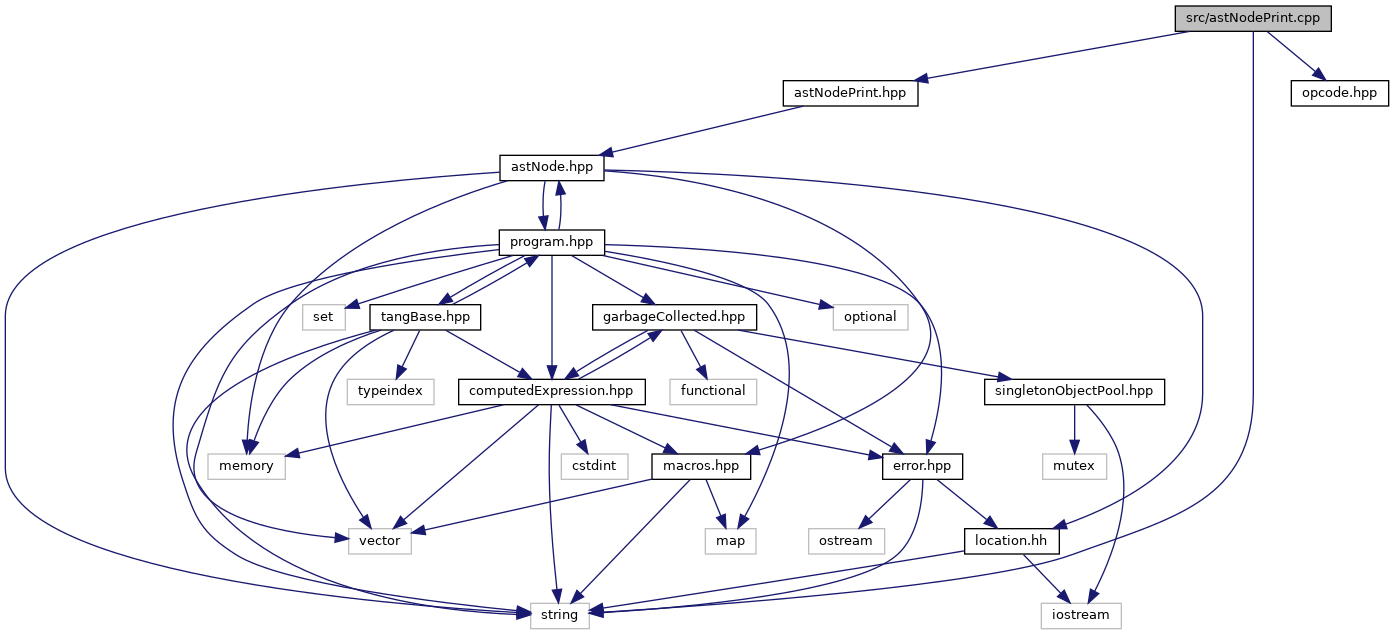 src/astNodePrint.cpp
astNodePrint.hpp
opcode.hpp
astNode.hpp
program.hpp
set
tangBase.hpp
garbageCollected.hpp
optional
typeindex
computedExpression.hpp
functional
singletonObjectPool.hpp
memory
cstdint
macros.hpp
error.hpp
mutex
vector
map
ostream
location.hh
string
iostream